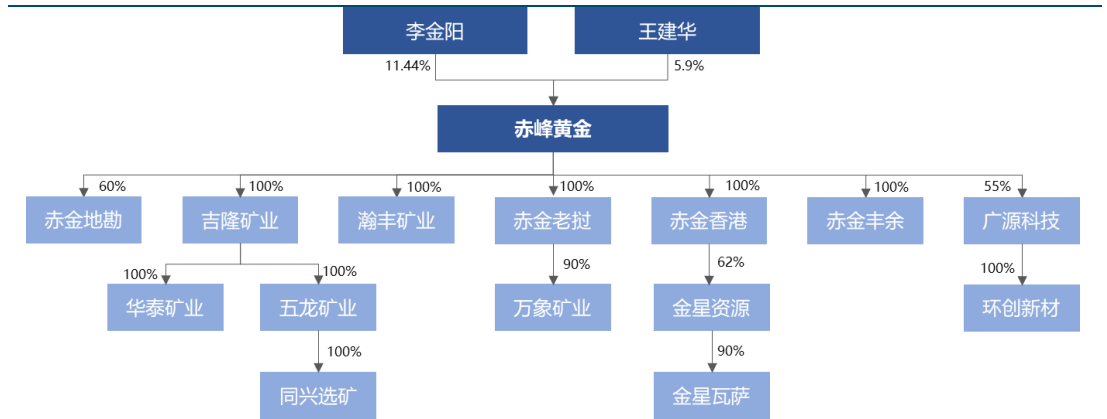 李金阳
王建华
11.44%
5.9%
赤峰黄金
60%
100%
100%
100%
100%
100%
55%
赤金地勘
吉隆矿业
瀚丰矿业
赤金老挝
赤金香港
赤金丰余
广源科技
100%
100%
90%
62%
100%
华泰矿业
五龙矿业
万象矿业
金星资源
环创新材
100%
90%
同兴选矿
金星瓦萨